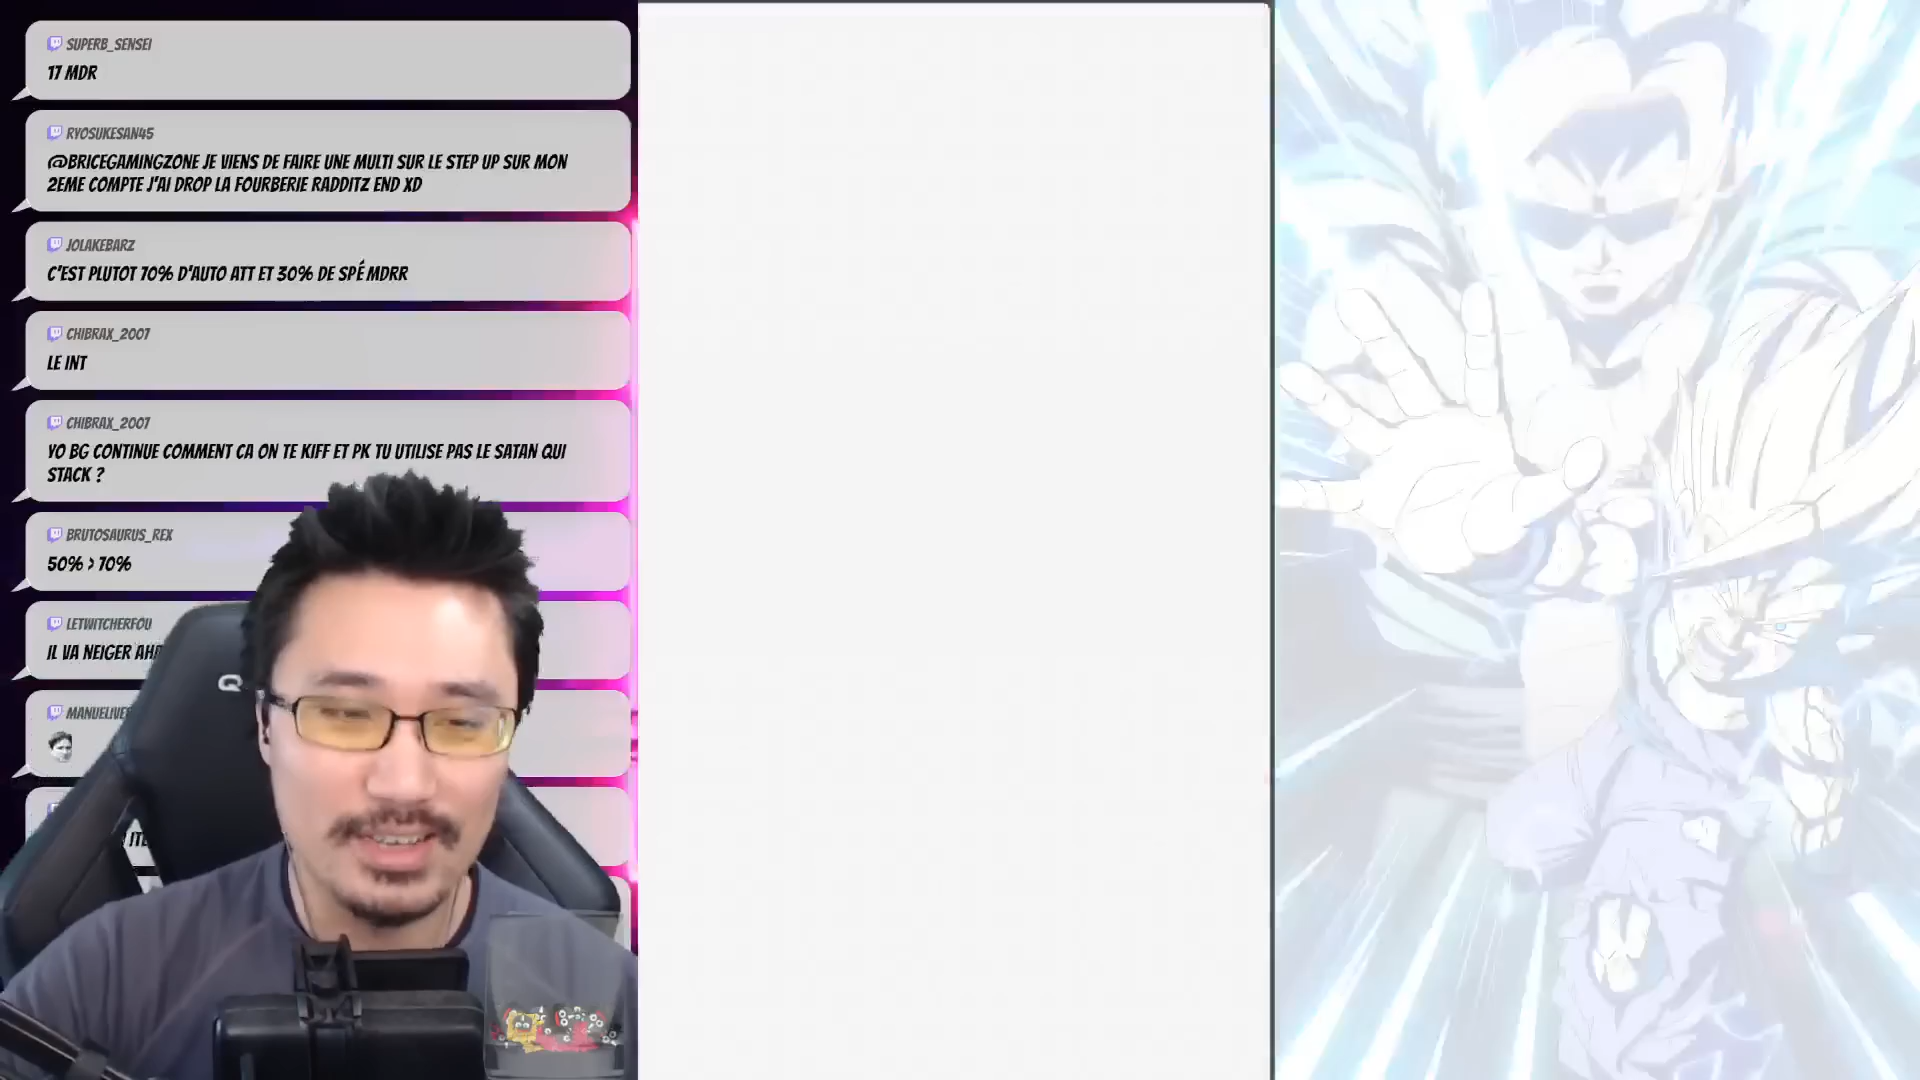 SUPERB_SENSEI
17 MDR
RYOSUKESAN45
@BRICEGAMINGZONE JE VIENS DE FAIRE UNE MULTI SUR LE STEP UP SUR MON
2EME COMPTE J'AI DROP LA FOURBERIE RADDITZ END XD
JOLAKEBARZ
C'EST PLUTOT 70% D'AUTO ATT ET 30% DE SPÉ MDRR
CHIBRAX_2007
LE INT
CHIBRAX_2007
YO BG CONTINUE COMMENT CA ON TE KIFF ET PK TU UTILISE PAS LE SATAN QUI
STACK ?
BRUTOSAURUS_REX
50% > 70%
LETWITCHERFOU
IL VA NEIGER
Q